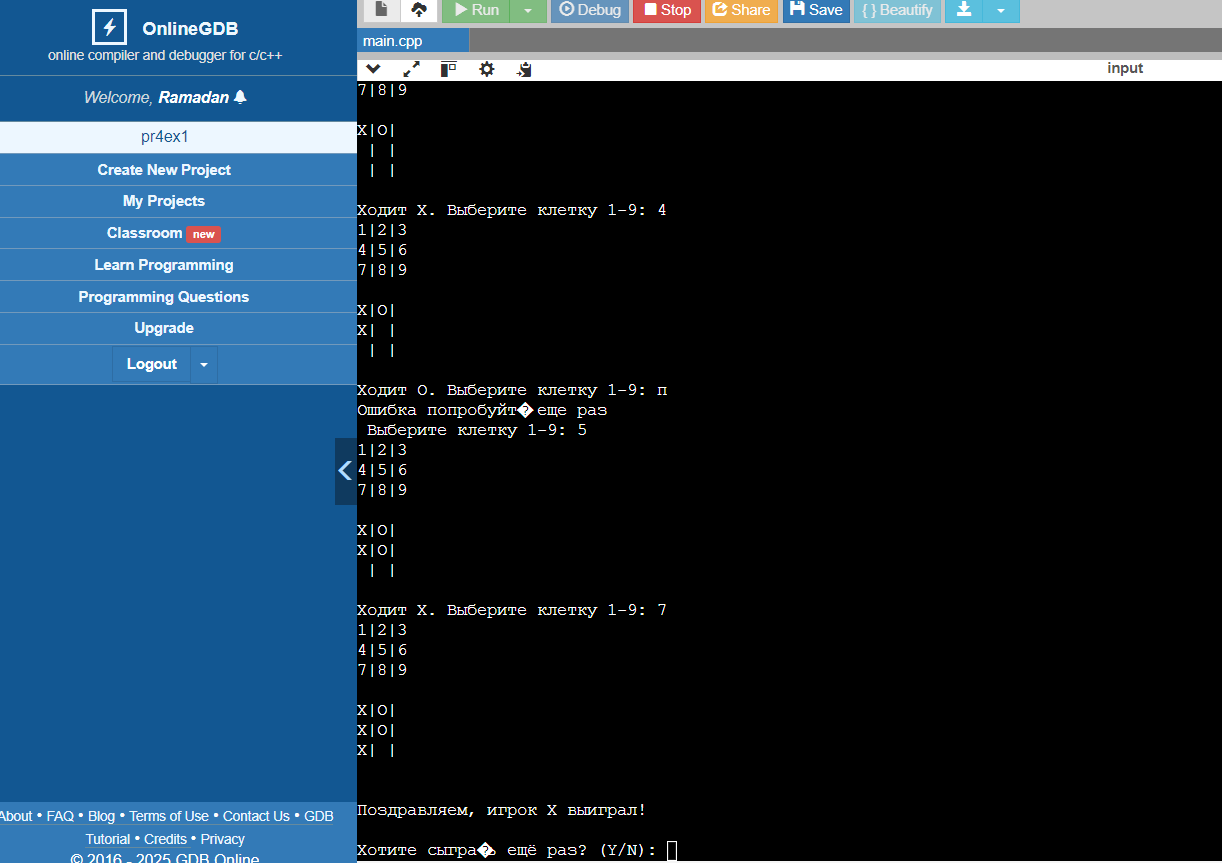 OnlineGDB
online compiler and debugger for c/c++
Welcome, Ramadan
pr4ex1
Create New Project
My Projects
Classroom new
Learn Programming
Programming Questions
Upgrade
Logout
About • FAQ • Blog • Terms of Use • Contact Us • GDB
Tutorial • Credits • Privacy
© 2016 - 2025 GDB Online
Run Debug Stop Share Save { } Beautify
main.cpp
input
7|8|9
X|O|
| |
| |
Ходит X. Выберите клетку 1-9: 4
1|2|3
4|5|6
7|8|9
X|O|
X| |
| |
Ходит O. Выберите клетку 1-9: п
Ошибка попробуйт� еще раз
Выберите клетку 1-9: 5
1|2|3
4|5|6
7|8|9
X|O|
X|O|
| |
Ходит X. Выберите клетку 1-9: 7
1|2|3
4|5|6
7|8|9
X|O|
X|O|
X| |
Поздравляем, игрок X выиграл!
Хотите сыгра�ь ещё раз? (Y/N):